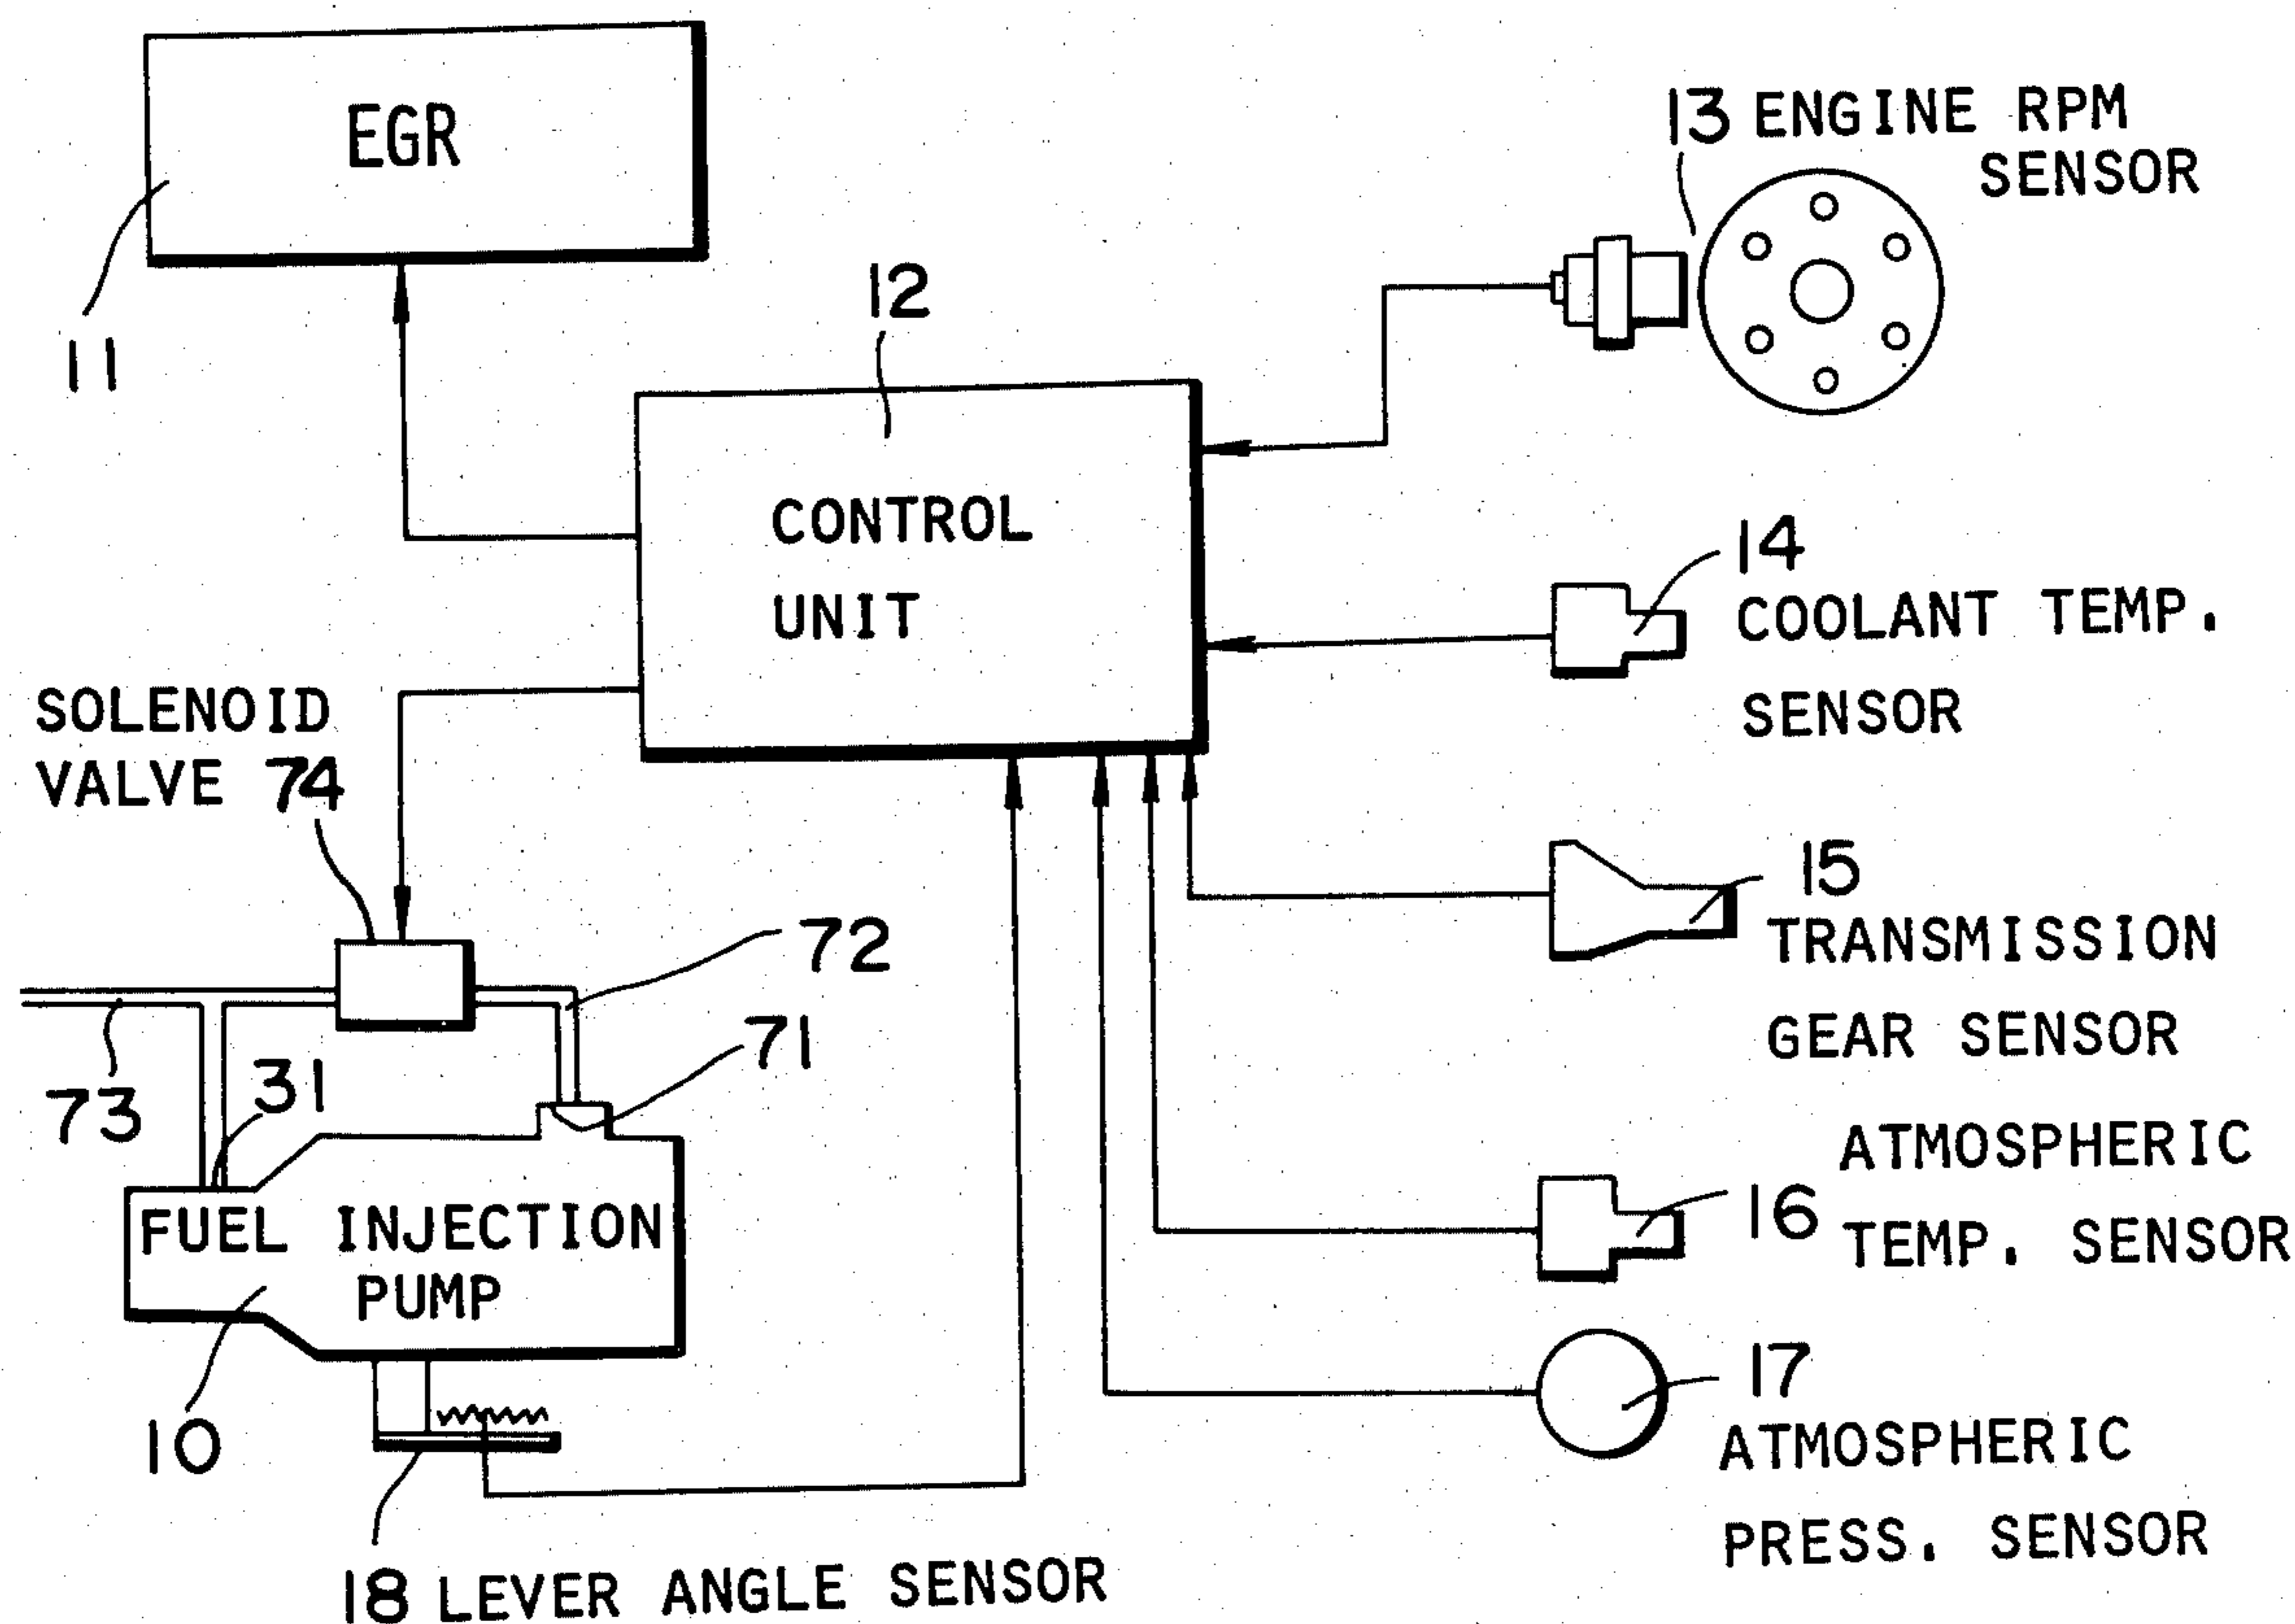 EGR
11
12
CONTROL
UNIT
13 ENGINE RPM
SENSOR
14
COOLANT TEMP.
SENSOR
SOLENOID
VALVE 74
15
TRANSMISSION
GEAR SENSOR
72
71
73
31
FUEL INJECTION
PUMP
10
16
ATMOSPHERIC
TEMP. SENSOR
17
ATMOSPHERIC
PRESS. SENSOR
18 LEVER ANGLE SENSOR